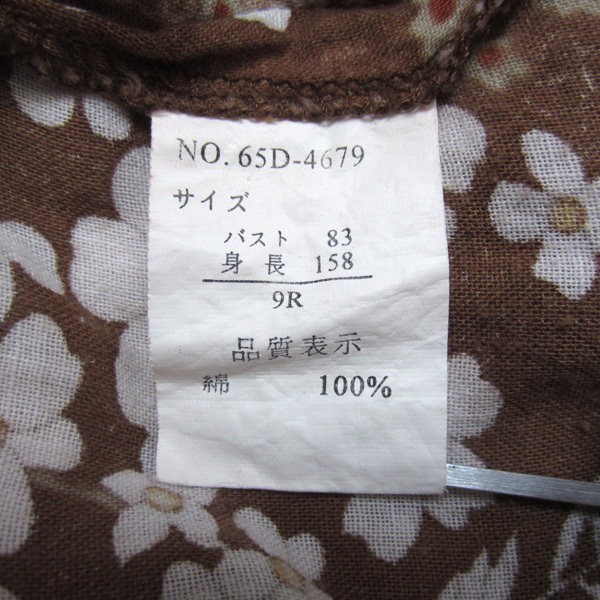 NO. 65D-4679
サイズ
バスト 83
身長 158
9R
品質表示
綿 100%